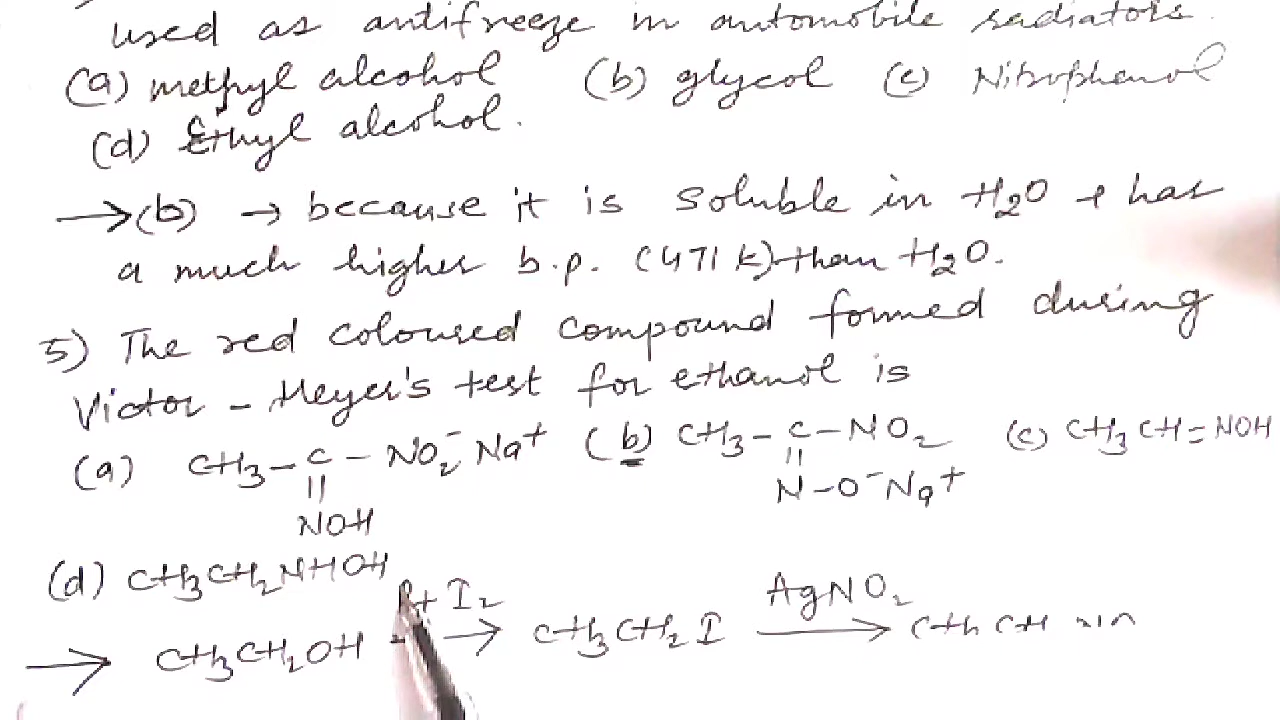 used as antifreeze in automobile radiators.
(a) methyl alcohol (b) glycol (c) Nitrophenol
(d) Ethyl alcohol.
→(b) → because it is soluble in H2O & has
a much higher b.p. (471 K) than H2O.
5) The red coloured compound formed during
Victor - Meyer's test for ethanol is
(a) CH3-C-NO2⁻Na⁺ (b) CH3-C-NO2 (c) CH3CH=NOH
||  ||
NOH  N-O⁻Na⁺
(d) CH3CH2NHOH
+ I2  AgNO2
→ CH3CH2OH → CH3CH2I → CH3CH